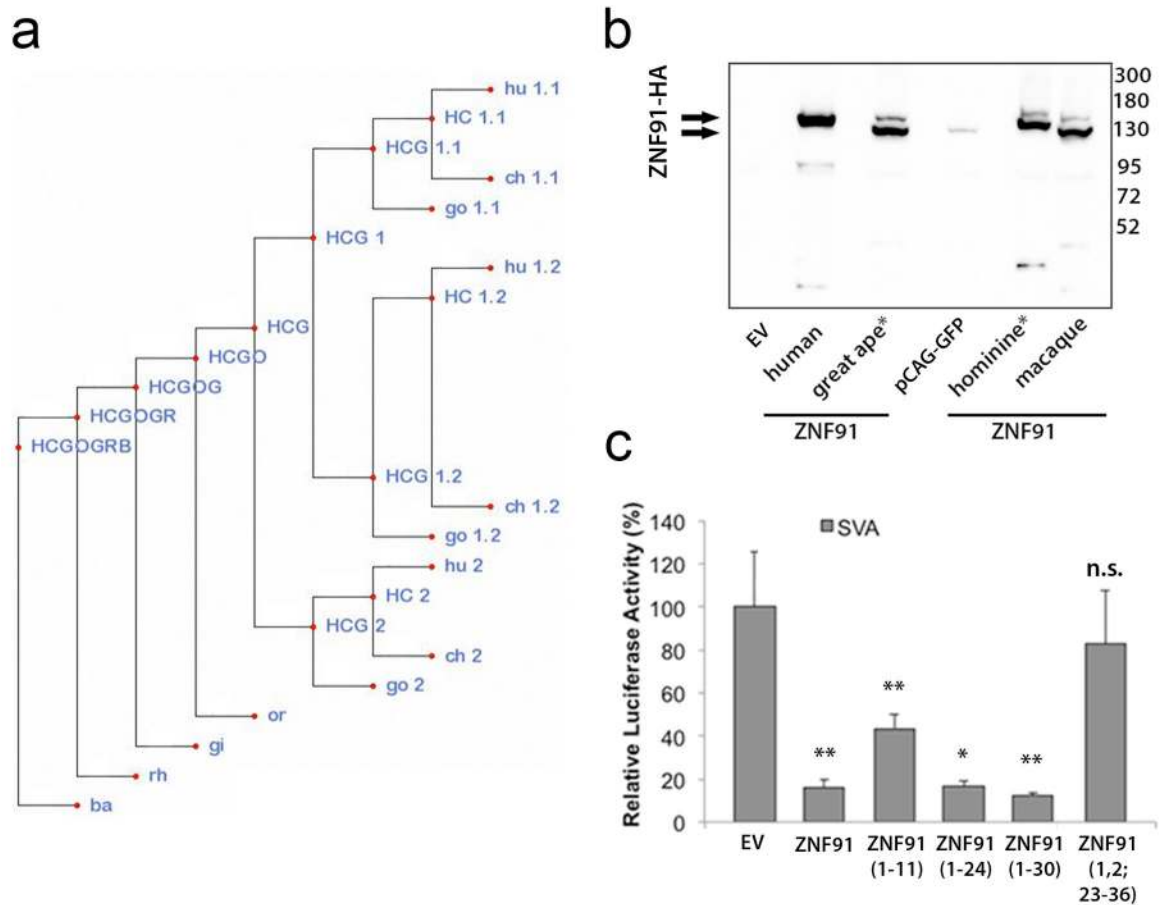 a
hu 1.1
HC 1.1
HCG 1.1
ch 1.1
go 1.1
HCG 1
hu 1.2
HC 1.2
HCG
HCGO
HCGOG
HCGOGR
HCGOGRB
HCG 1.2
ch 1.2
go 1.2
hu 2
HC 2
HCG 2
ch 2
go 2
or
gi
rh
ba
b
ZNF91-HA
300
180
130
95
72
52
EV
human
great ape*
pCAG-GFP
hominine*
macaque
ZNF91
ZNF91
c
Relative Luciferase Activity (%)
SVA
140
120
100
80
60
40
20
0
**
**
*
**
n.s.
EV
ZNF91
ZNF91
(1-11)
ZNF91
(1-24)
ZNF91
(1-30)
ZNF91
(1,2;
23-36)